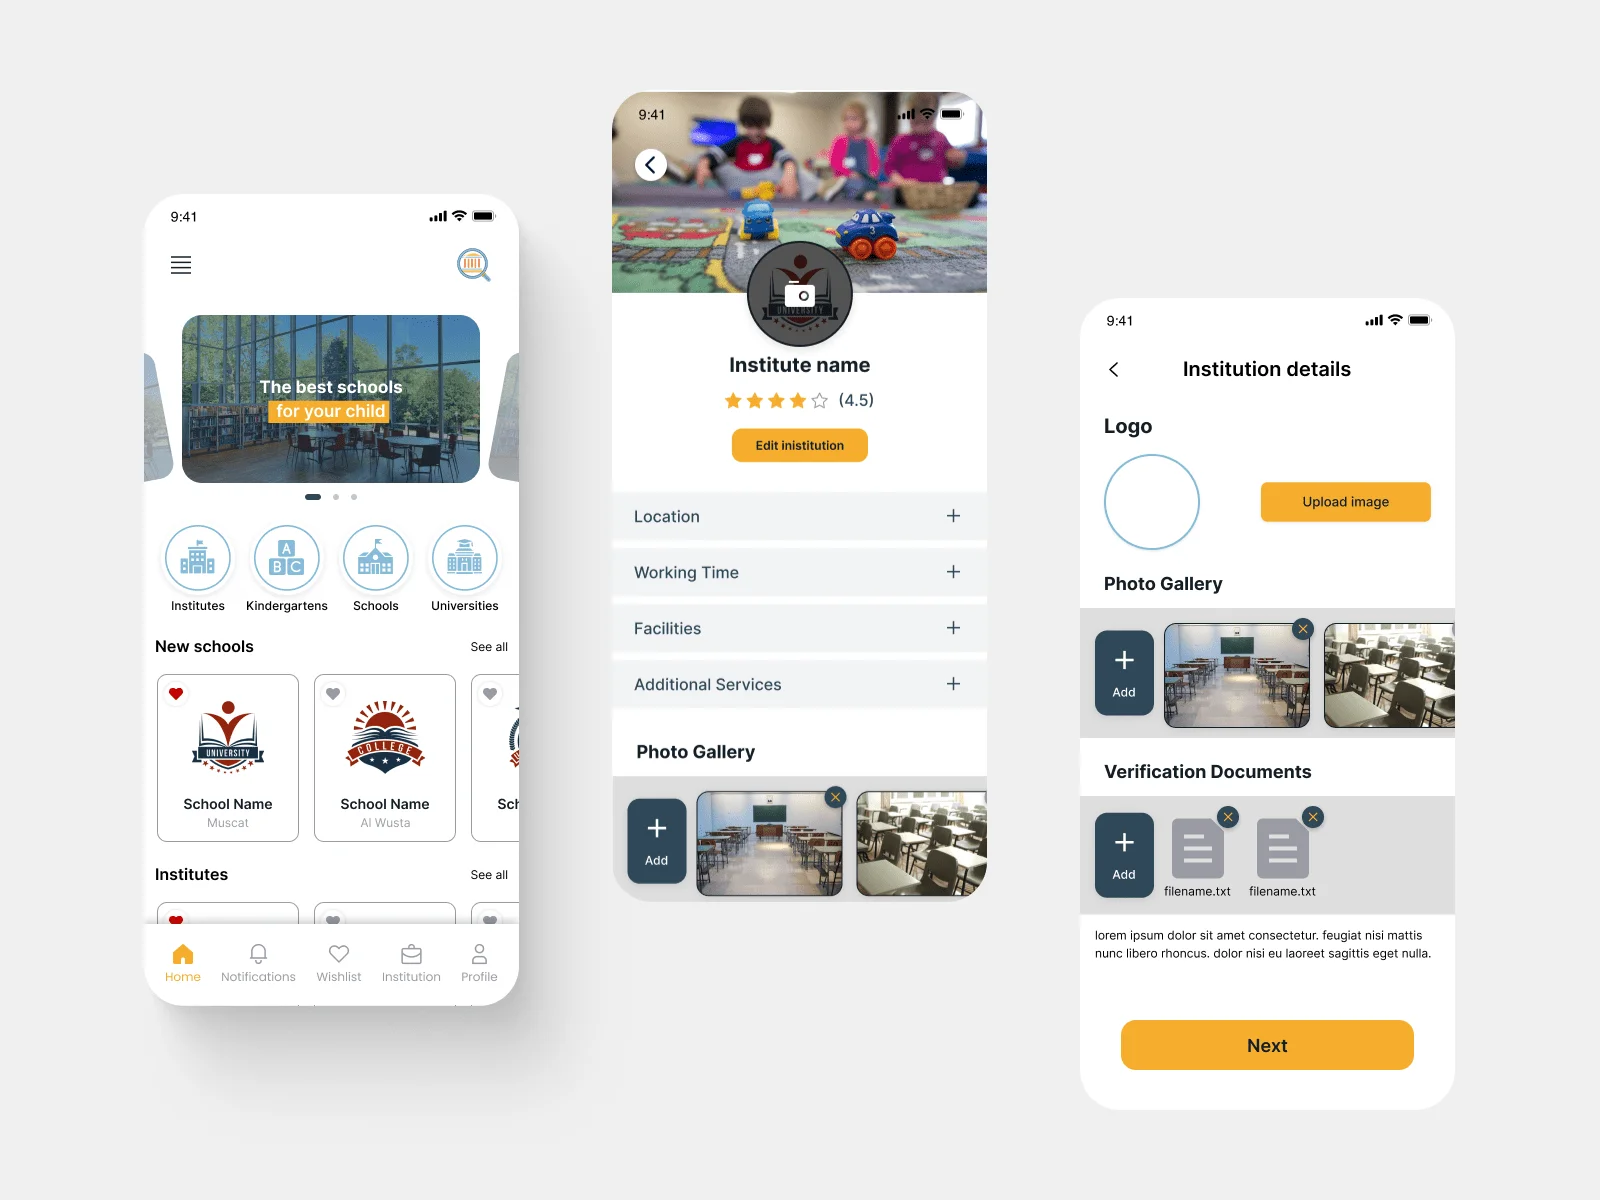 9:41
The best schools
for your child
Institutes
Kindergartens
Schools
Universities
New schools
See all
UNIVERSITY
School Name
Muscat
COLLEGE
School Name
Al Wusta
Sch
Institutes
See all
Home
Notifications
Wishlist
Institution
Profile
9:41
3
UNIVERSITY
Institute name
(4.5)
Edit inistitution
Location
Working Time
Facilities
Additional Services
Photo Gallery
Add
9:41
Institution details
Logo
Upload image
Photo Gallery
Add
Verification Documents
Add
filename.txt
filename.txt
lorem ipsum dolor sit amet consectetur. feugiat nisi mattis
nunc libero rhoncus. dolor nisi eu laoreet sagittis eget nulla.
Next
A
B
C